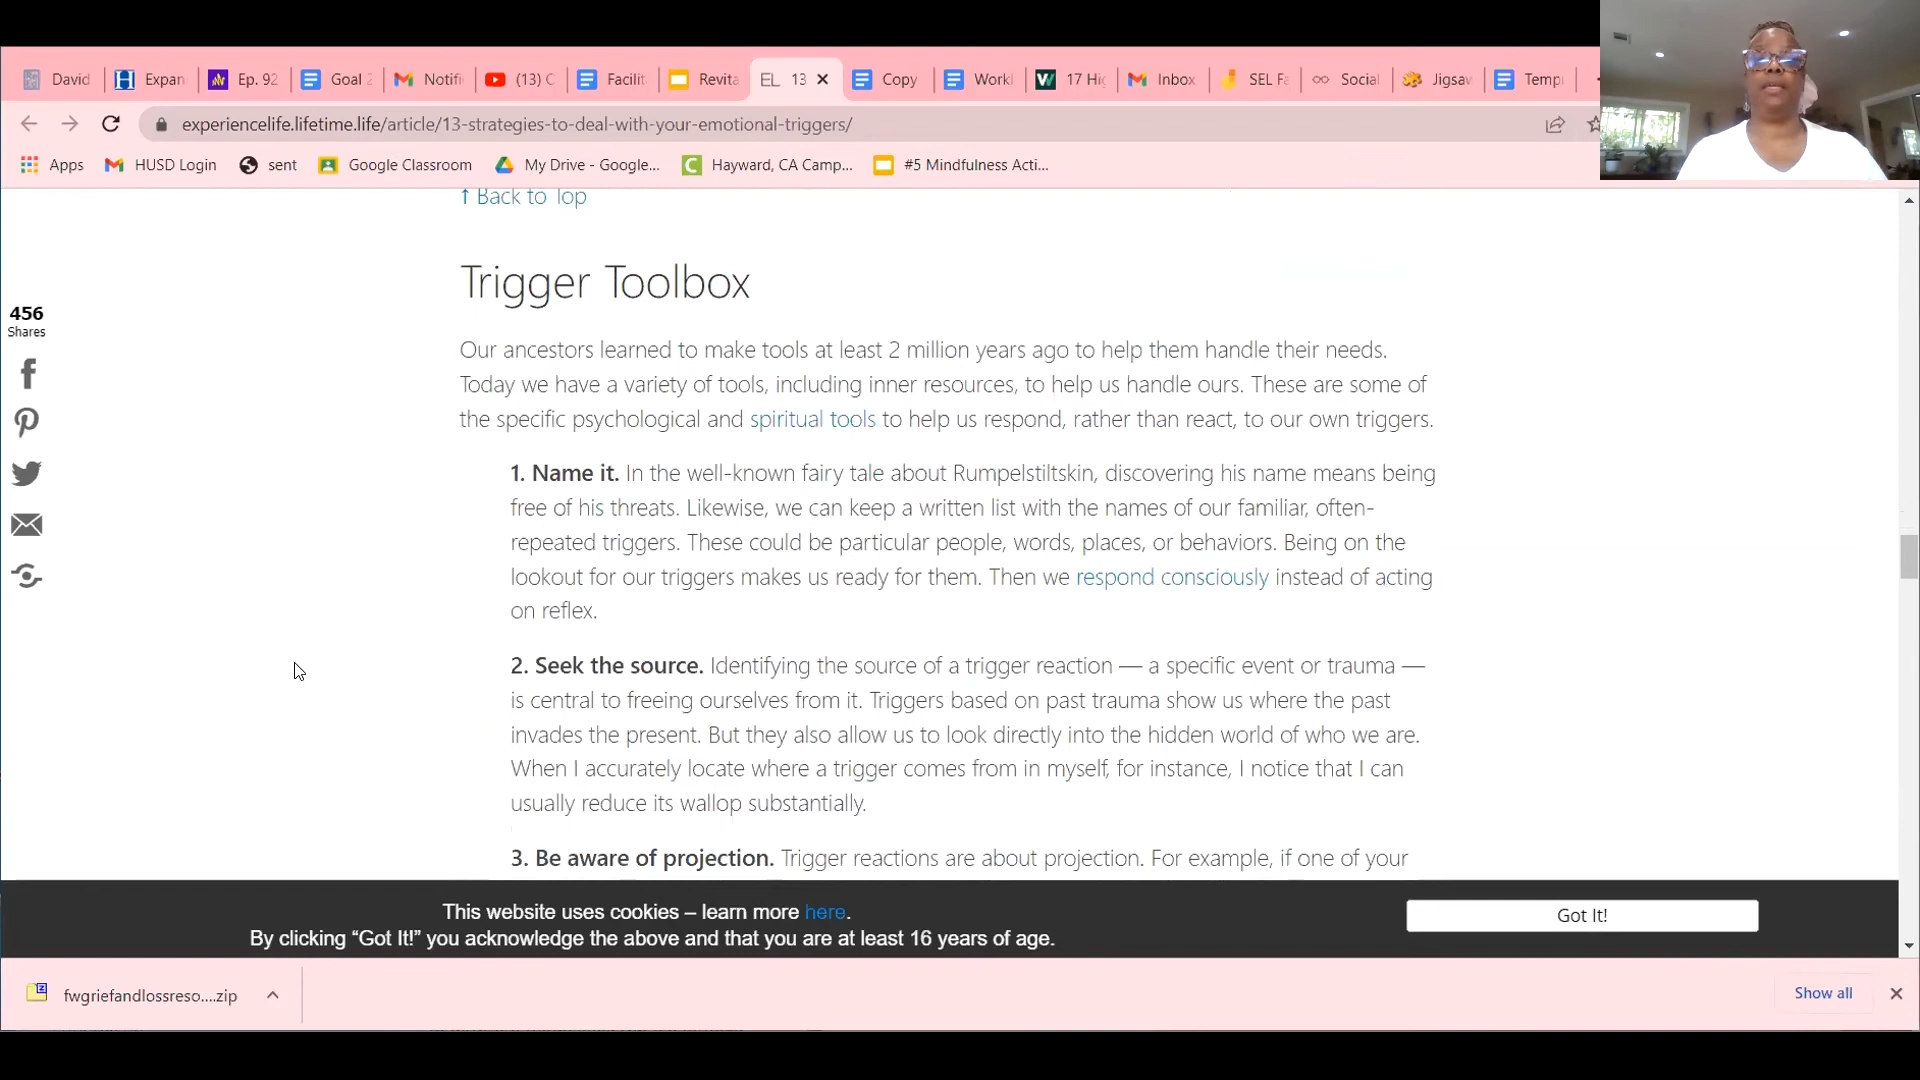 David
Expan
Ep. 92
Goal 2
Notifi
(13) C
Facilit
Revita
EL 13
Copy
Workl
17 Hig
Inbox
SEL Fa
Social
Jigsaw
Temp
experiencelife.lifetime.life/article/13-strategies-to-deal-with-your-emotional-triggers/
Apps
HUSD Login
sent
Google Classroom
My Drive - Google...
Hayward, CA Camp...
#5 Mindfulness Acti...
↑ Back to Top
Trigger Toolbox
456
Shares
Our ancestors learned to make tools at least 2 million years ago to help them handle their needs.
Today we have a variety of tools, including inner resources, to help us handle ours. These are some of
the specific psychological and spiritual tools to help us respond, rather than react, to our own triggers.
1. Name it. In the well-known fairy tale about Rumpelstiltskin, discovering his name means being
free of his threats. Likewise, we can keep a written list with the names of our familiar, often-
repeated triggers. These could be particular people, words, places, or behaviors. Being on the
lookout for our triggers makes us ready for them. Then we respond consciously instead of acting
on reflex.
2. Seek the source. Identifying the source of a trigger reaction — a specific event or trauma —
is central to freeing ourselves from it. Triggers based on past trauma show us where the past
invades the present. But they also allow us to look directly into the hidden world of who we are.
When I accurately locate where a trigger comes from in myself, for instance, I notice that I can
usually reduce its wallop substantially.
3. Be aware of projection. Trigger reactions are about projection. For example, if one of your
This website uses cookies – learn more here.
By clicking “Got It!” you acknowledge the above and that you are at least 16 years of age.
Got It!
fwgriefandlossreso....zip
Show all